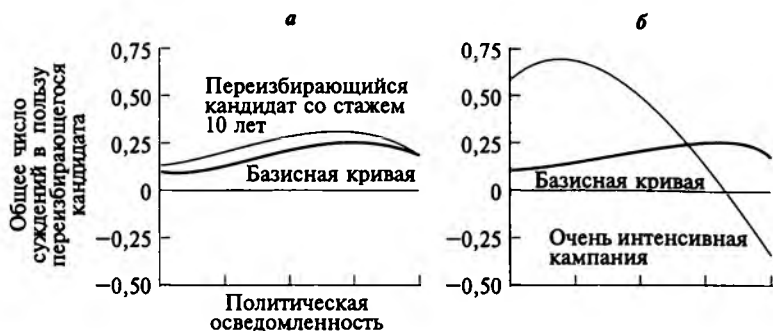 а
б
Общее число
суждений в пользу
переизбирающегося
кандидата
0,75
0,50
0,25
0
−0,25
−0,50
Переизбирающийся
кандидат со стажем
10 лет
Базисная кривая
Политическая
осведомленность
0,75
0,50
0,25
0
−0,25
−0,50
Базисная кривая
Очень интенсивная
кампания